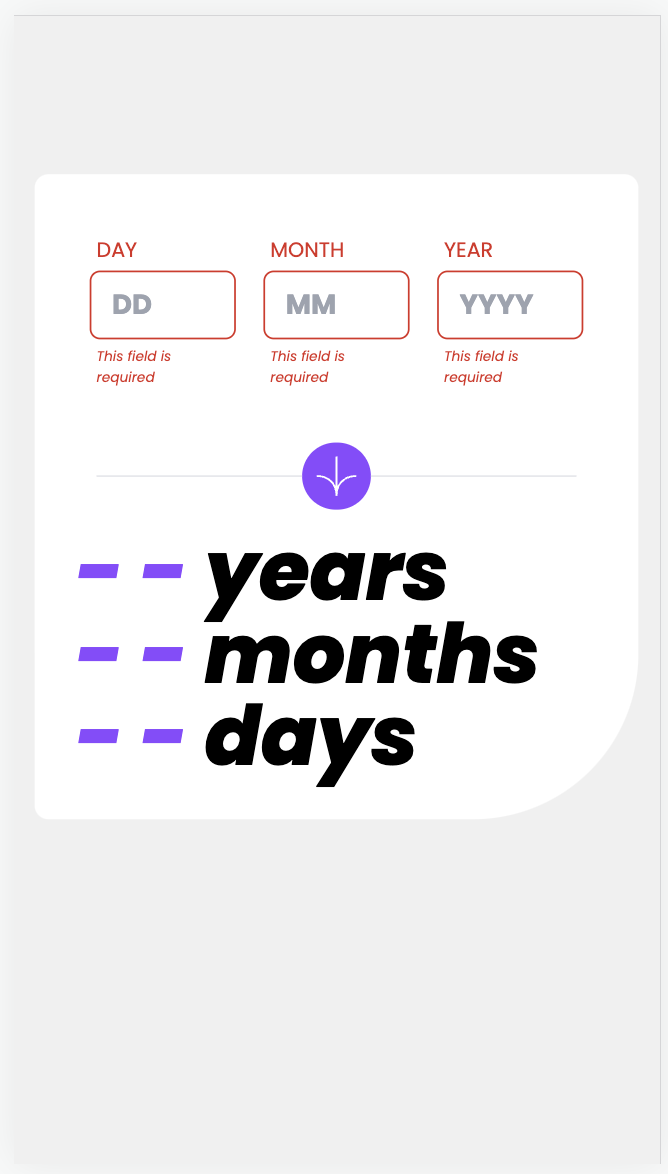 DAY MONTH YEAR
DD MM YYYY
This field is required This field is required This field is required
-- years
-- months
-- days